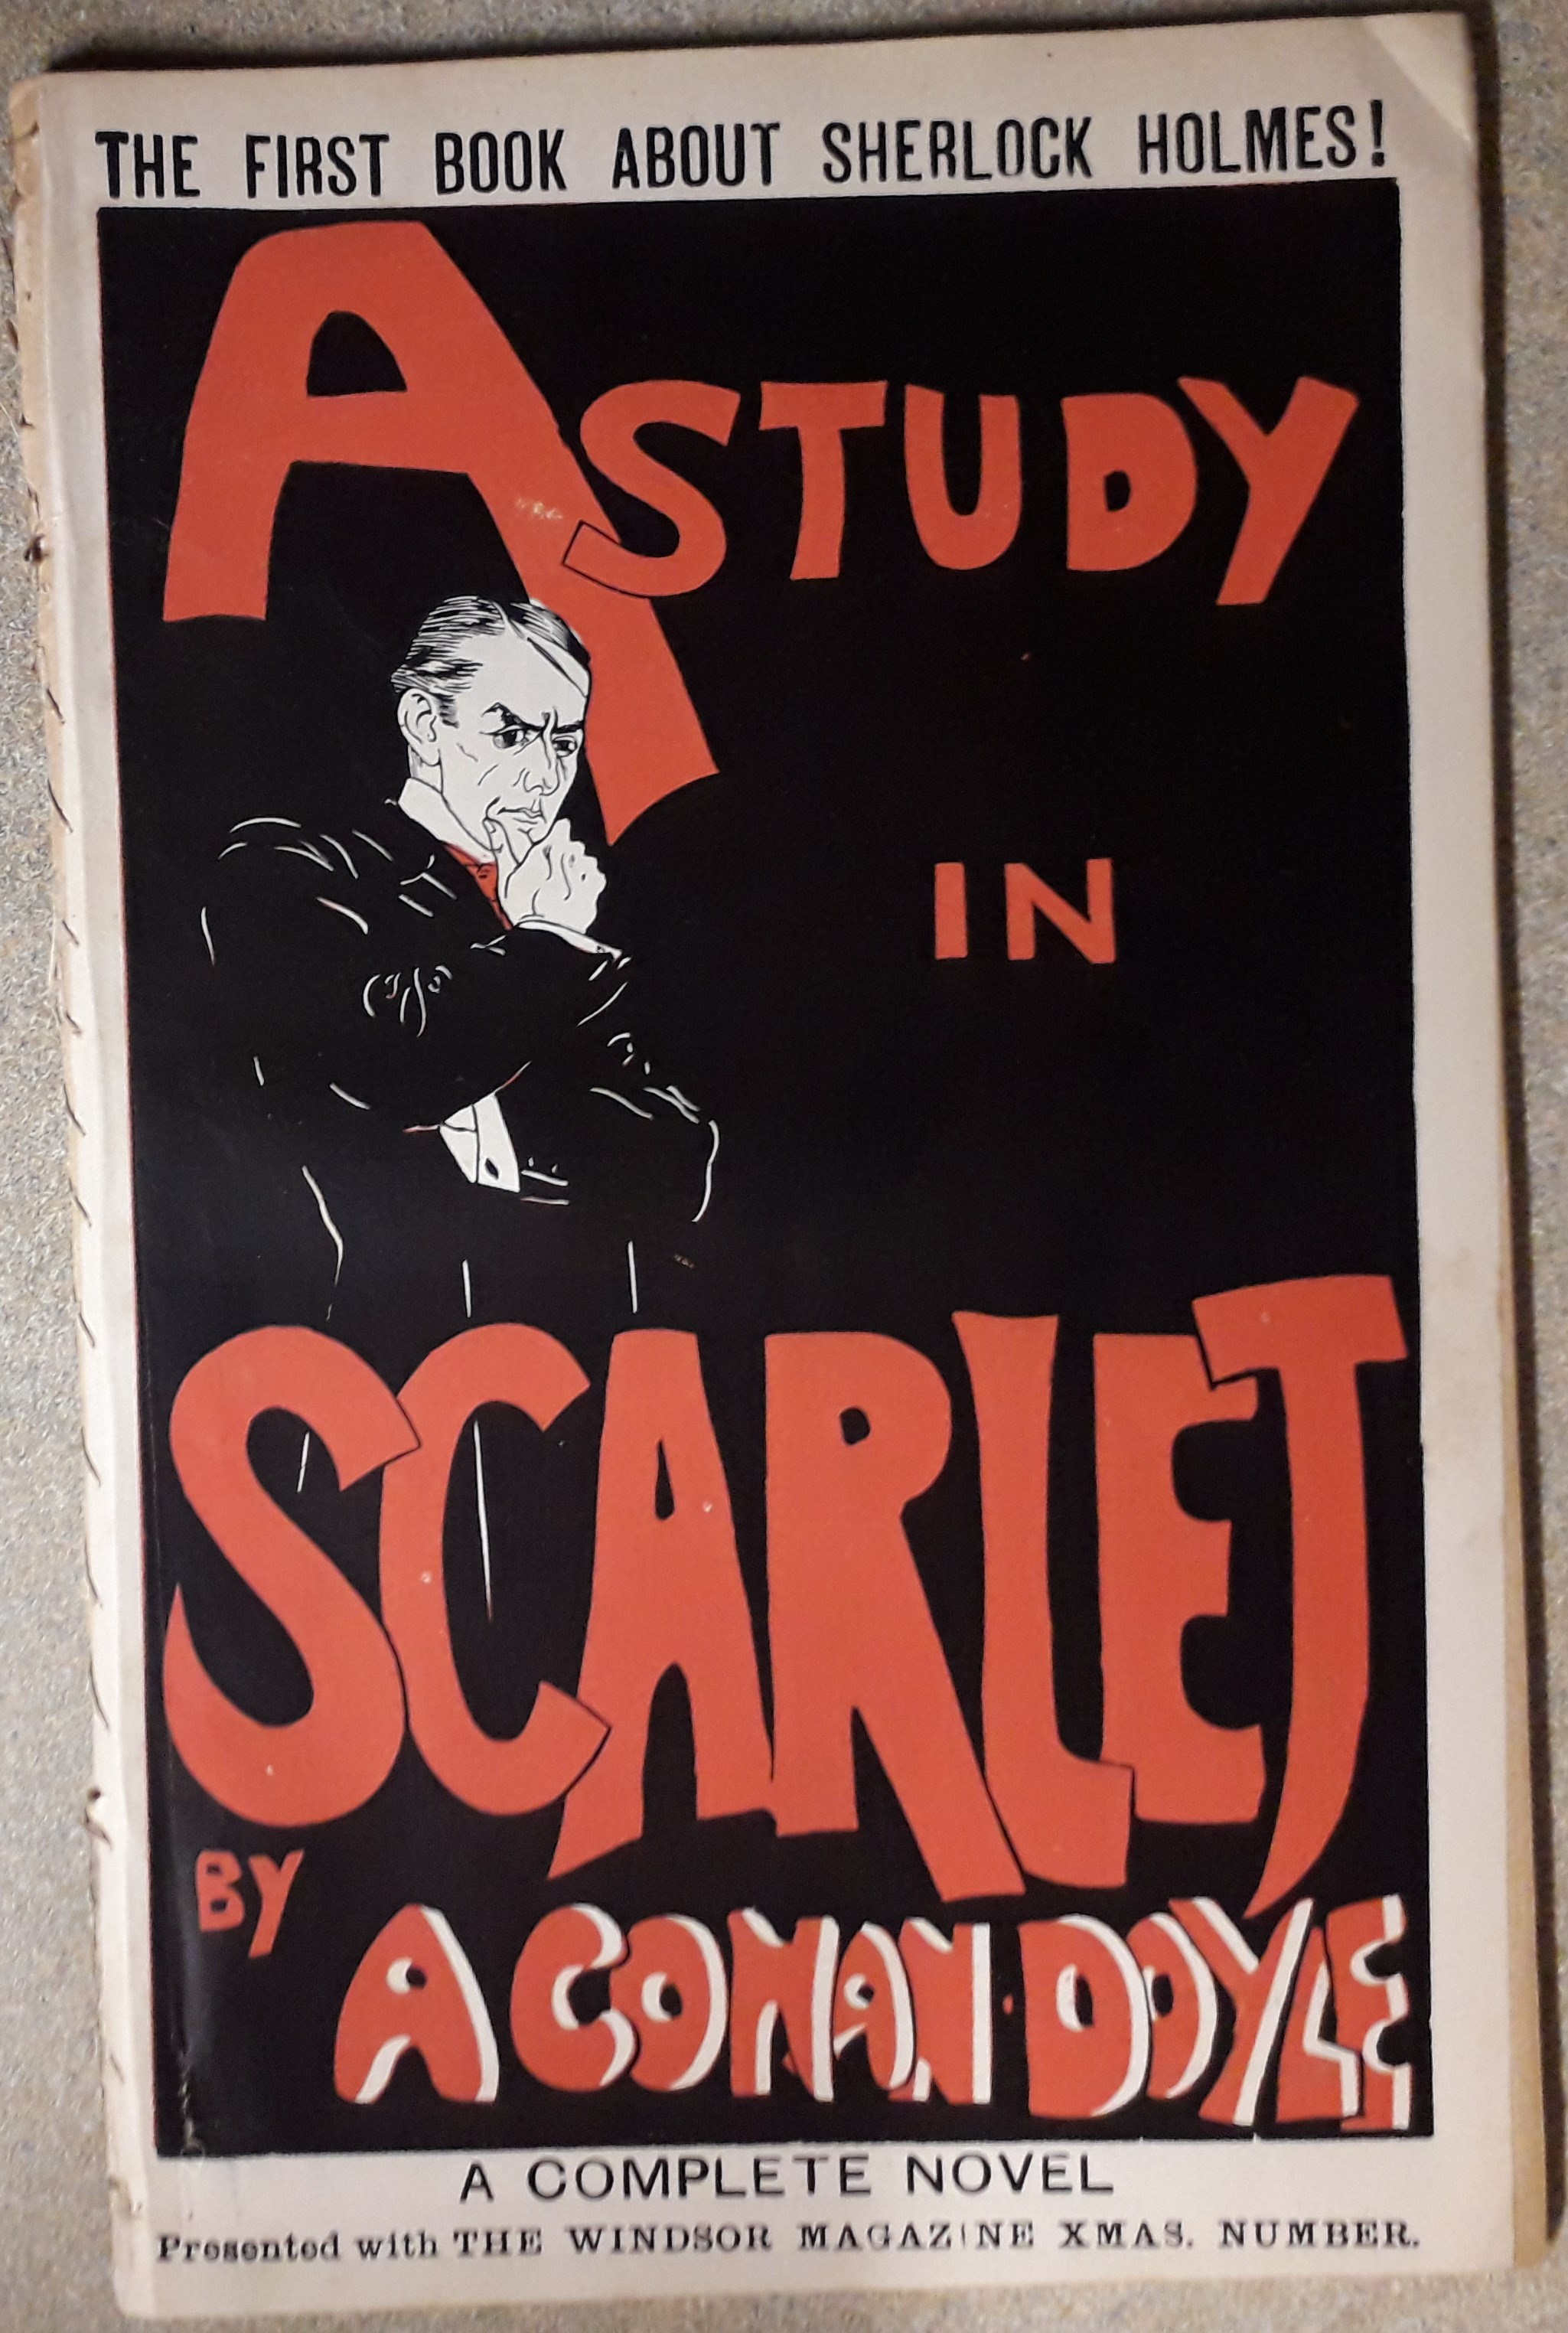 THE FIRST BOOK ABOUT SHERLOCK HOLMES!
A STUDY
IN
SCARLET
BY
A CONAN DOYLE
A COMPLETE NOVEL
Presented with THE WINDSOR MAGAZINE XMAS. NUMBER.